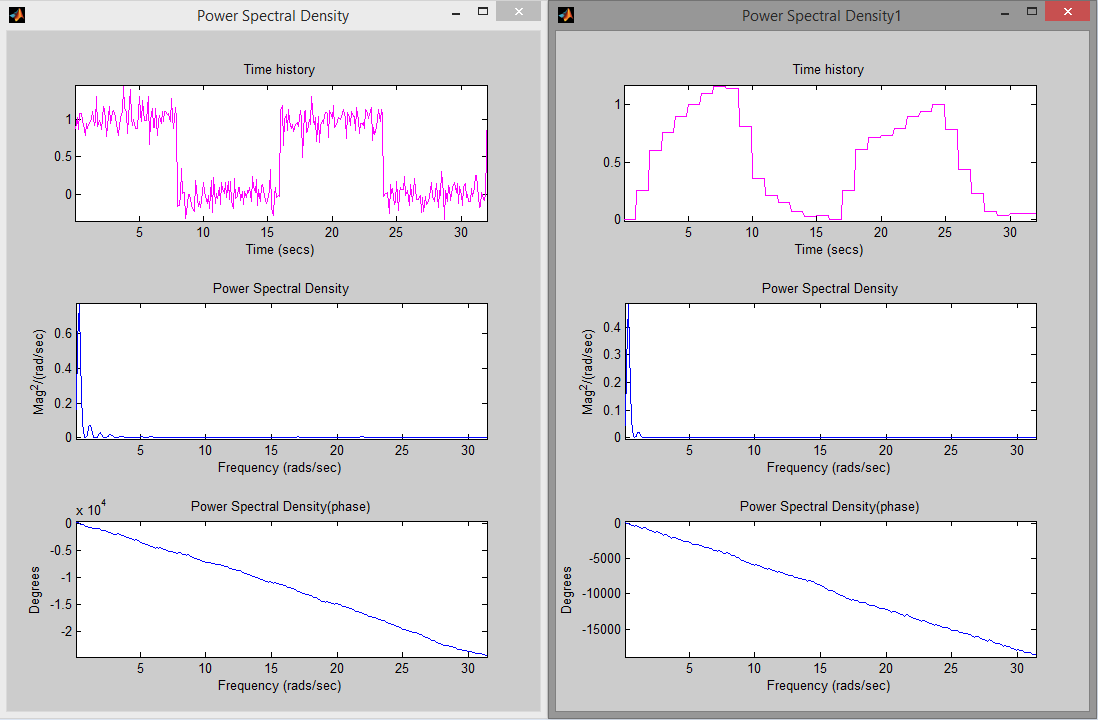 Power Spectral Density
Time history
1
0.5
0
5 10 15 20 25 30
Time (secs)
Power Spectral Density
Mag2/(rad/sec)
0.6
0.4
0.2
0
5 10 15 20 25 30
Frequency (rads/sec)
Power Spectral Density(phase)
x 10^4
Degrees
0
-0.5
-1
-1.5
-2
5 10 15 20 25 30
Frequency (rads/sec)
Power Spectral Density1
Time history
1
0.5
0
5 10 15 20 25 30
Time (secs)
Power Spectral Density
Mag2/(rad/sec)
0.4
0.3
0.2
0.1
0
5 10 15 20 25 30
Frequency (rads/sec)
Power Spectral Density(phase)
Degrees
0
-5000
-10000
-15000
5 10 15 20 25 30
Frequency (rads/sec)